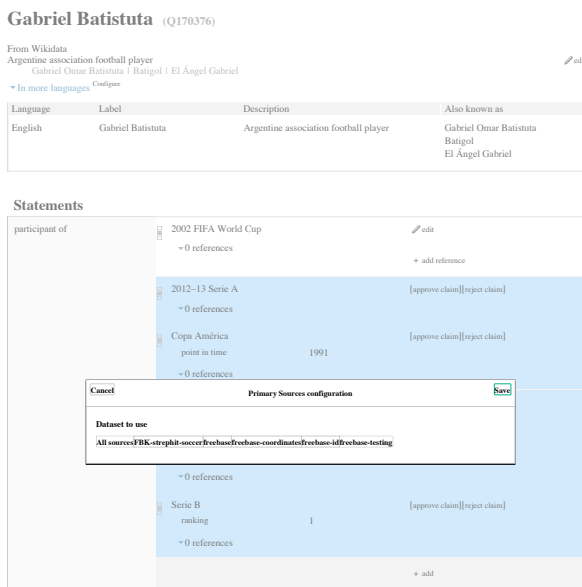 Gabriel Batistuta (Q170376)
From Wikidata
Argentine association football player
ed
Gabriel Omar Batistuta | Batigol | El Ángel Gabriel
In more languages Configure
Language Label Description Also known as
English Gabriel Batistuta Argentine association football player Gabriel Omar Batistuta
Batigol
El Ángel Gabriel
Statements
participant of 2002 FIFA World Cup edit
0 references
+ add reference
2012–13 Serie A [approve claim][reject claim]
0 references
Copa América [approve claim][reject claim]
point in time 1991
0 references
Cancel Primary Sources configuration Save
Dataset to use
All sources FBK-strephit-soccer freebase freebase-coordinates freebase-id freebase-testing
0 references
Serie B [approve claim][reject claim]
ranking 1
0 references
+ add